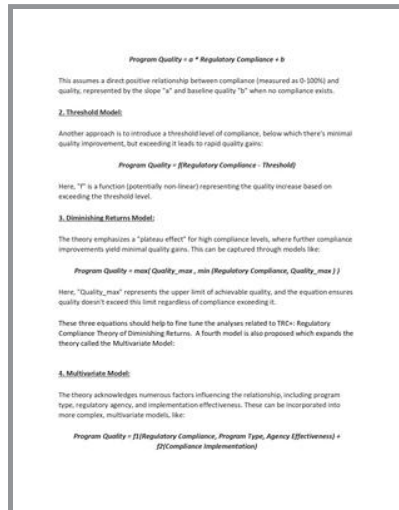 Program Quality = a * Regulatory Compliance + b
This assumes a direct positive relationship between compliance (measured as 0-100%) and
quality, represented by the slope "a" and baseline quality "b" when no compliance exists.
2. Threshold Model:
Another approach is to introduce a threshold level of compliance, below which there's minimal
quality improvement, but exceeding it leads to rapid quality gains:
Program Quality = f(Regulatory Compliance - Threshold)
Here, "f" is a function (potentially non-linear) representing the quality increase based on
exceeding the threshold level.
3. Diminishing Returns Model:
The theory emphasizes a "plateau effect" for high compliance levels, where further compliance
improvements yield minimal quality gains. This can be captured through models like:
Program Quality = max( Quality_max , min (Regulatory Compliance, Quality_max ) )
Here, "Quality_max" represents the upper limit of achievable quality, and the equation ensures
quality doesn't exceed this limit regardless of compliance exceeding it.
These three equations should help to fine tune the analyses related to TRC+: Regulatory
Compliance Theory of Diminishing Returns. A fourth model is also proposed which expands the
theory called the Multivariate Model:
4. Multivariate Model:
The theory acknowledges numerous factors influencing the relationship, including program
type, regulatory agency, and implementation effectiveness. These can be incorporated into
more complex, multivariate models, like:
Program Quality = f1(Regulatory Compliance, Program Type, Agency Effectiveness) +
f2(Compliance Implementation)